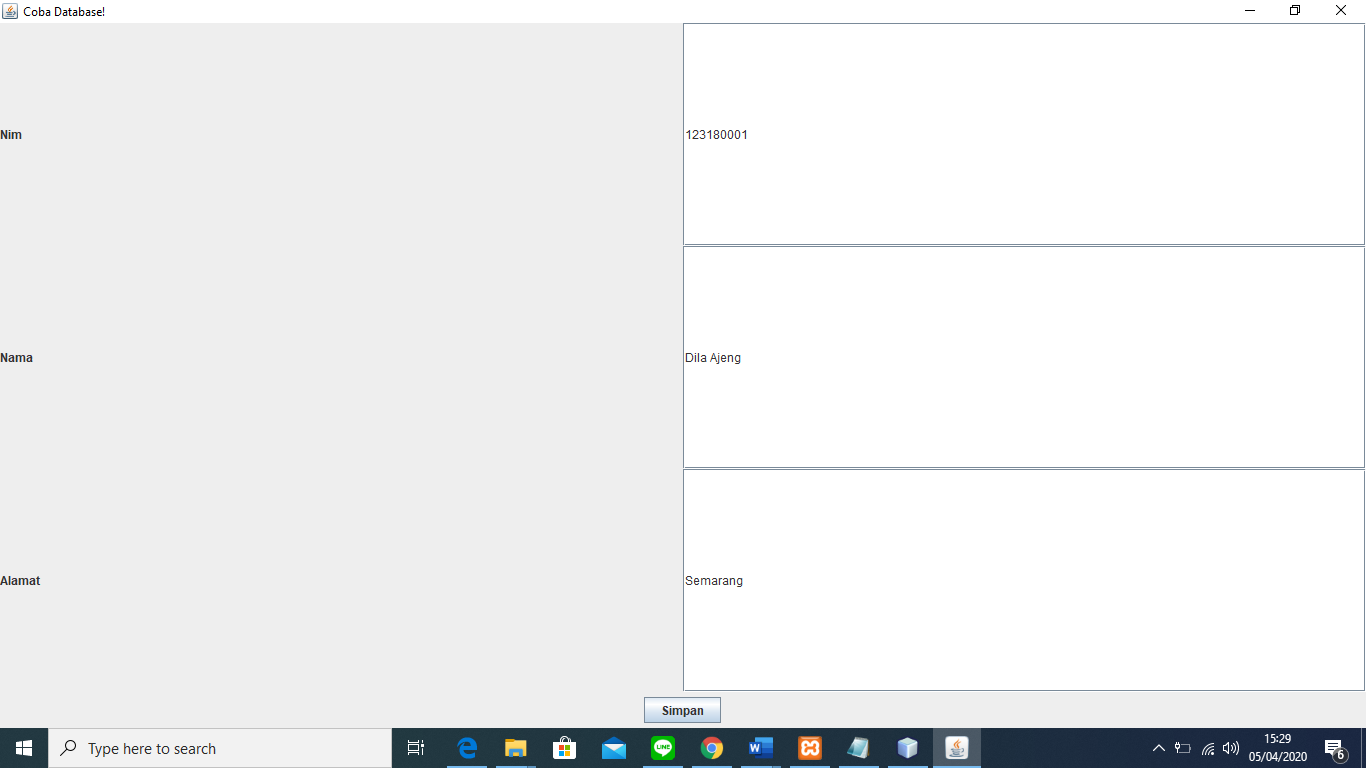 Coba Database!
Nim
123180001
Nama
Dila Ajeng
Alamat
Semarang
Simpan
Type here to search
LINE
W
15:29
05/04/2020
6